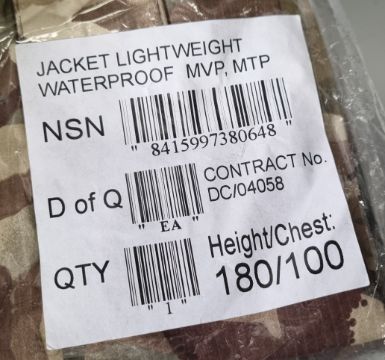 JACKET LIGHTWEIGHT
WATERPROOF MVP, MTP
NSN
"8415997380648"
D of Q
"EA"
CONTRACT No.
DC/04058
QTY
"1"
Height/Chest:
180/100